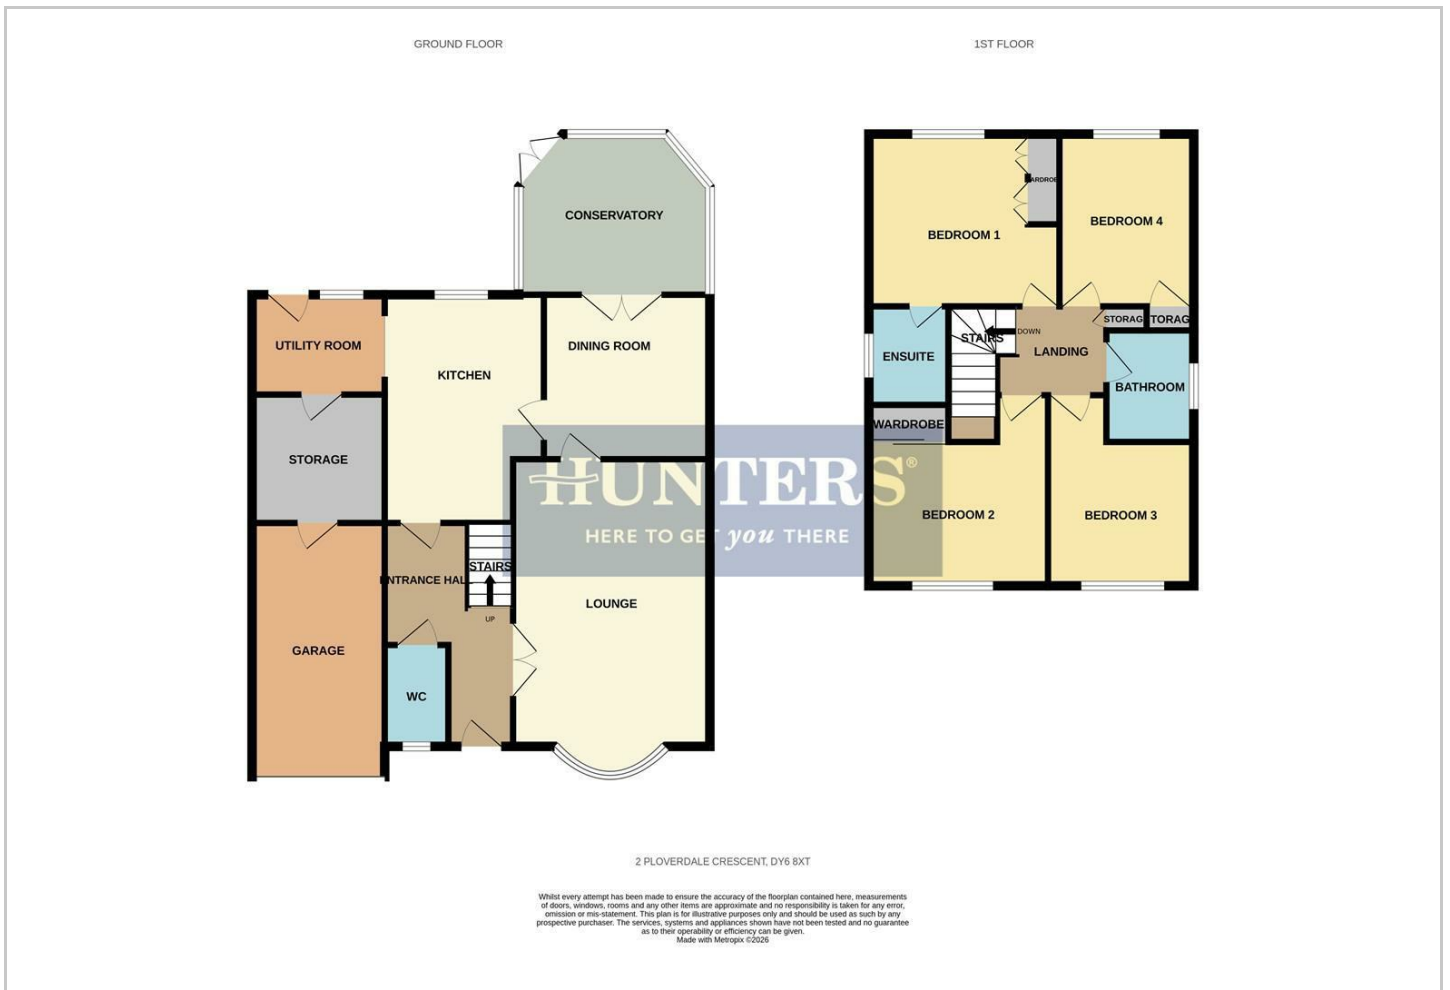 GROUND FLOOR
1ST FLOOR
CONSERVATORY
UTILITY ROOM
KITCHEN
DINING ROOM
STORAGE
ENTRANCE HAL
STAIRS
UP
LOUNGE
GARAGE
WC
BEDROOM 1
ARDROBE
BEDROOM 4
ENSUITE
STAIRS
DOWN
LANDING
STORAG
TORAG
BATHROOM
WARDROBE
BEDROOM 2
BEDROOM 3
HUNTERS®
HERE TO GET you THERE
2 PLOVERDALE CRESCENT, DY6 8XT
Whilst every attempt has been made to ensure the accuracy of the floorplan contained here, measurements
of doors, windows, rooms and any other items are approximate and no responsibility is taken for any error,
omission or mis-statement. This plan is for illustrative purposes only and should be used as such by any
prospective purchaser. The services, systems and appliances shown have not been tested and no guarantee
as to their operability or efficiency can be given.
Made with Metropix ©2026